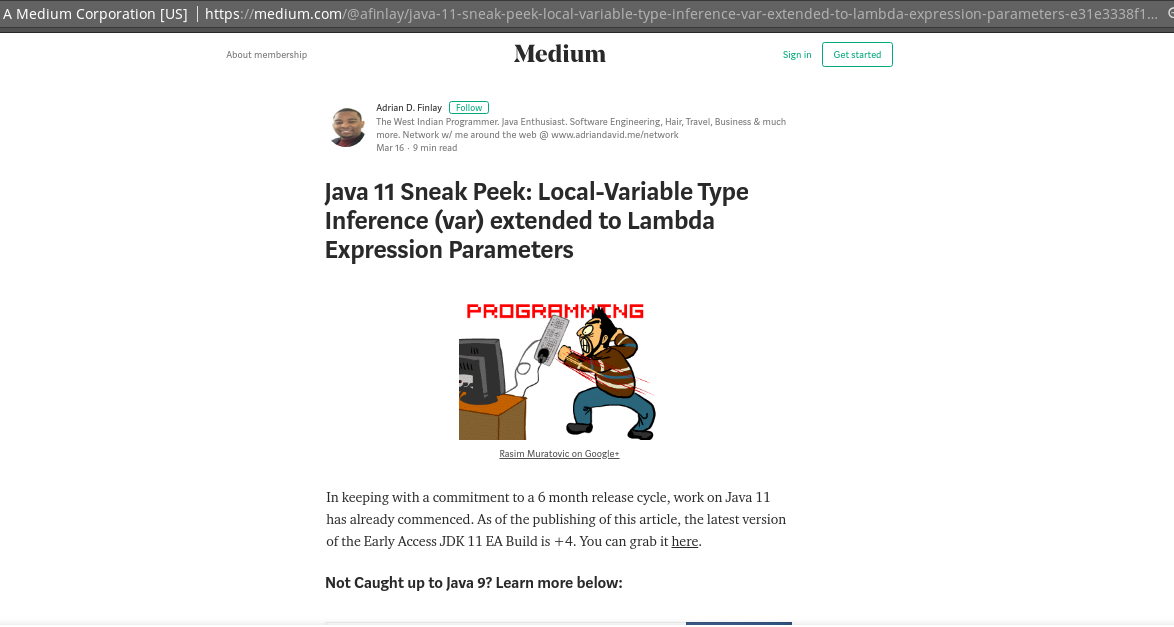 A Medium Corporation [US] | https://medium.com/@afinlay/java-11-sneak-peek-local-variable-type-inference-var-extended-to-lambda-expression-parameters-e31e3338f1…
About membership
Medium
Sign in
Get started
Adrian D. Finlay Follow
The West Indian Programmer. Java Enthusiast. Software Engineering, Hair, Travel, Business & much
more. Network w/ me around the web @ www.adriandavid.me/network
Mar 16 · 9 min read
Java 11 Sneak Peek: Local-Variable Type
Inference (var) extended to Lambda
Expression Parameters
PROGRAMMING
Rasim Muratovic on Google+
In keeping with a commitment to a 6 month release cycle, work on Java 11
has already commenced. As of the publishing of this article, the latest version
of the Early Access JDK 11 EA Build is +4. You can grab it here.
Not Caught up to Java 9? Learn more below: